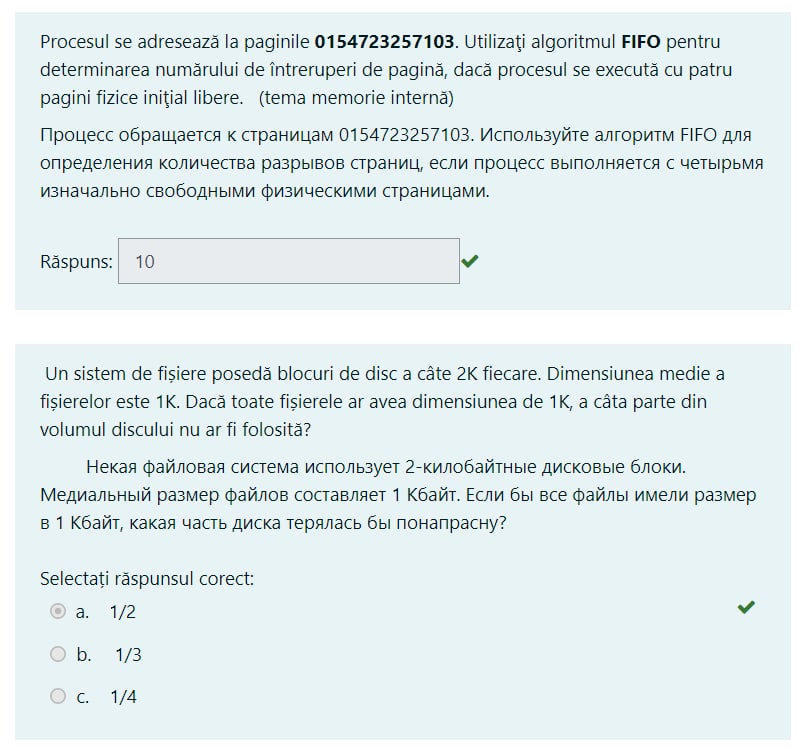 Procesul se adresează la paginile 0154723257103. Utilizaţi algoritmul FIFO pentru
determinarea numărului de întreruperi de pagină, dacă procesul se execută cu patru
pagini fizice iniţial libere. (tema memorie internă)
Процесс обращается к страницам 0154723257103. Используйте алгоритм FIFO для
определения количества разрывов страниц, если процесс выполняется с четырьмя
изначально свободными физическими страницами.
Răspuns: 10
Un sistem de fișiere posedă blocuri de disc a câte 2K fiecare. Dimensiunea medie a
fișierelor este 1K. Dacă toate fișierele ar avea dimensiunea de 1K, a câta parte din
volumul discului nu ar fi folosită?
Некая файловая система использует 2-килобайтные дисковые блоки.
Медиальный размер файлов составляет 1 Кбайт. Если бы все файлы имели размер
в 1 Кбайт, какая часть диска терялась бы понапрасну?
Selectați răspunsul corect:
a. 1/2
b. 1/3
c. 1/4